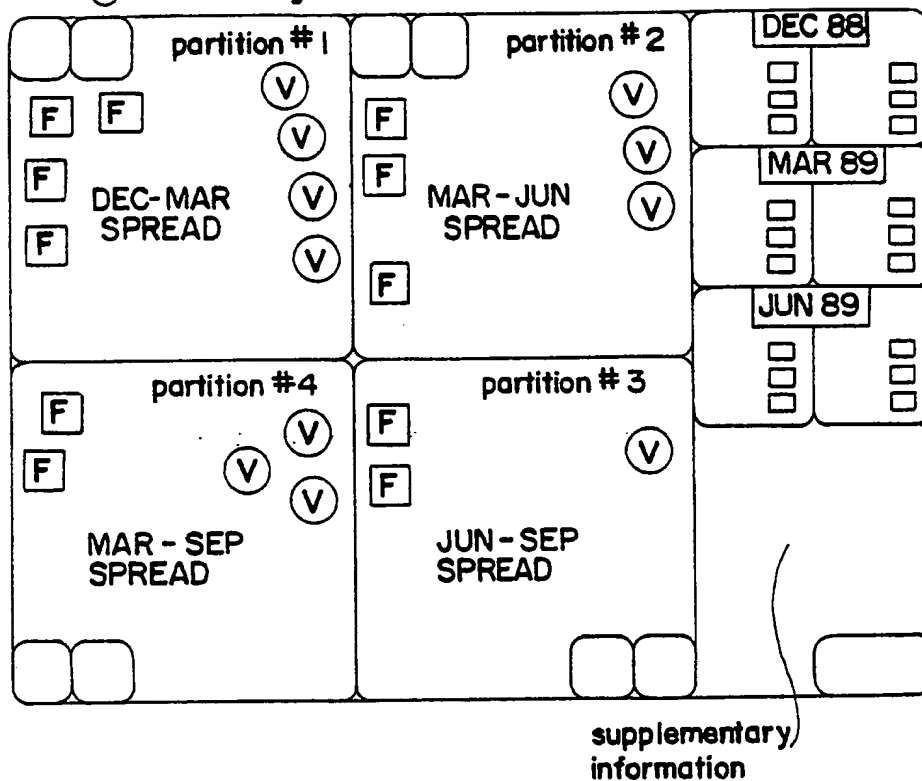 partition #1
V
F F
V
F
V
DEC-MAR
SPREAD
F
V
partition #2
V
F
V
F
V
MAR-JUN
SPREAD
F
DEC 88
MAR 89
JUN 89
partition #4
F
V
F
V
V
MAR-SEP
SPREAD
partition #3
F
V
F
JUN-SEP
SPREAD
supplementary
information